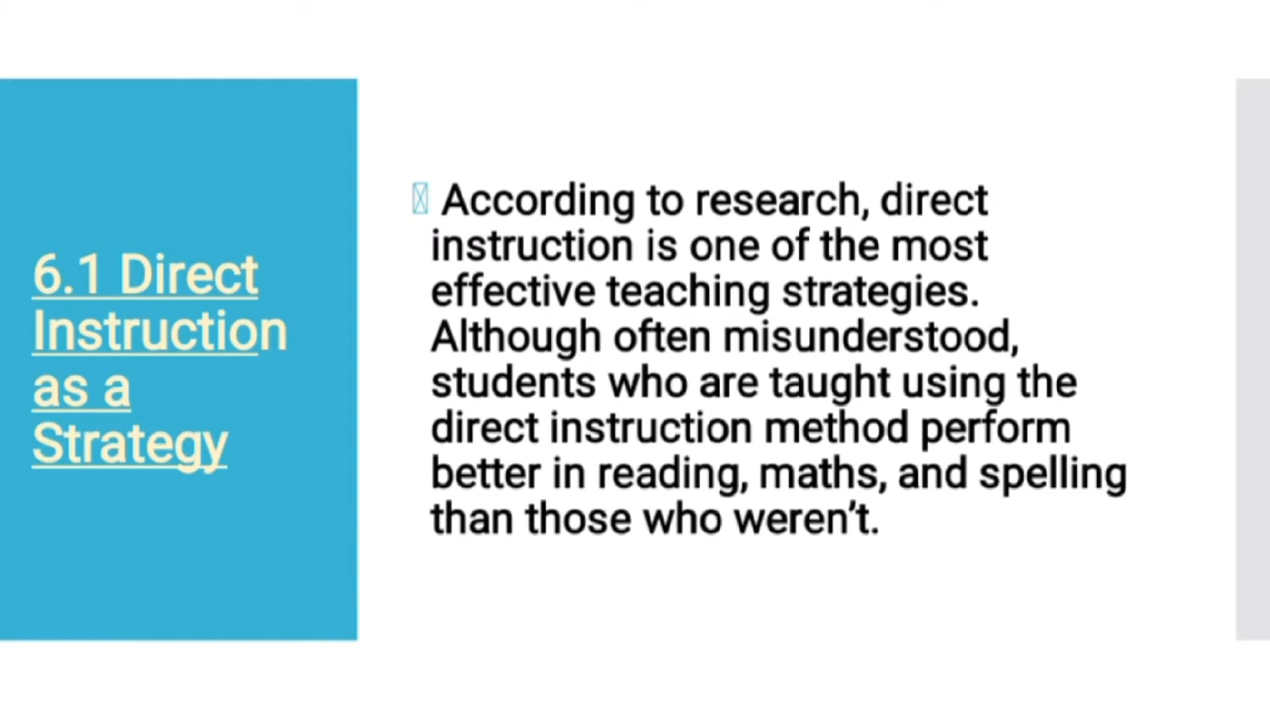 6.1 Direct
Instruction
as a
Strategy
According to research, direct
instruction is one of the most
effective teaching strategies.
Although often misunderstood,
students who are taught using the
direct instruction method perform
better in reading, maths, and spelling
than those who weren’t.